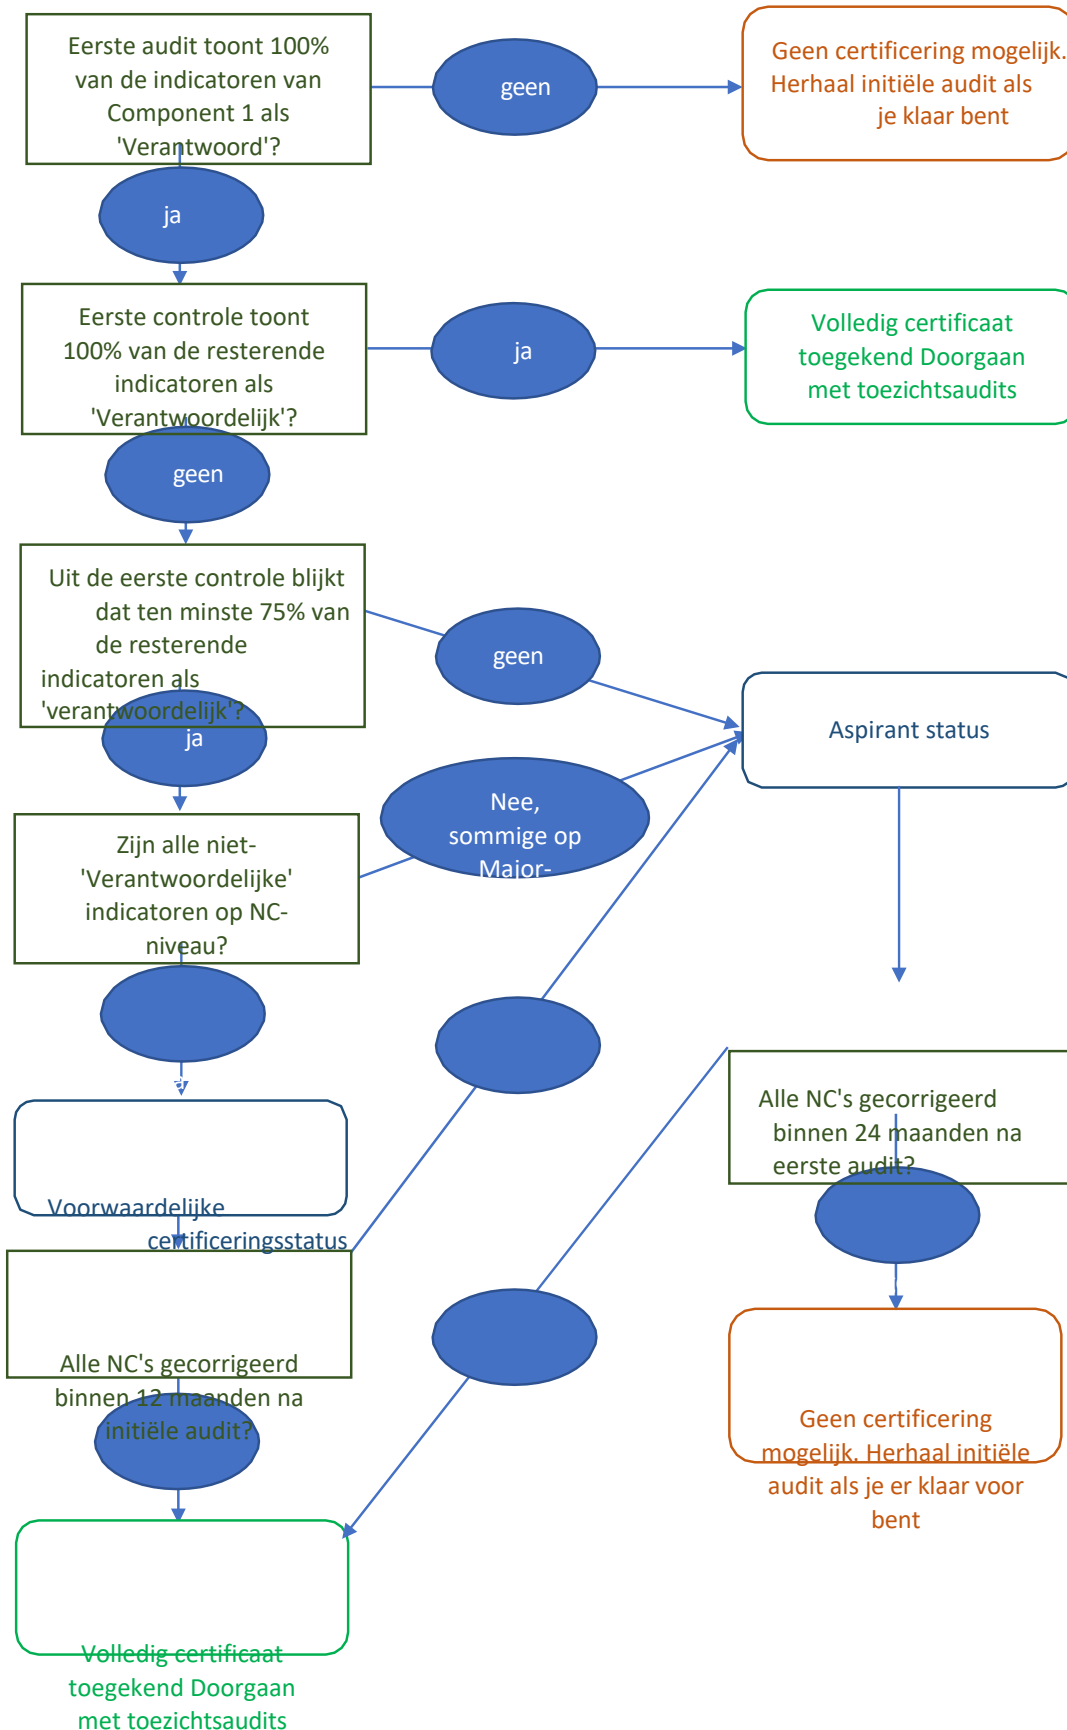 Eerste audit toont 100%
van de indicatoren van
Component 1 als
'Verantwoord'?
geen
Geen certificering mogelijk.
Herhaal initiële audit als
je klaar bent
ja
Eerste controle toont
100% van de resterende
indicatoren als
'Verantwoordelijk'?
ja
Volledig certificaat
toegekend Doorgaan
met toezichtsaudits
geen
Uit de eerste controle blijkt
dat ten minste 75% van
de resterende
indicatoren als
'verantwoordelijk'?
geen
Aspirant status
ja
Nee,
sommige op
Major-
Zijn alle niet-
'Verantwoordelijke'
indicatoren op NC-
niveau?
Voorwaardelijke
certificeringsstatus
Alle NC's gecorrigeerd
binnen 24 maanden na
eerste audit?
Alle NC's gecorrigeerd
binnen 12 maanden na
initiële audit?
Geen certificering
mogelijk. Herhaal initiële
audit als je er klaar voor
bent
Volledig certificaat
toegekend Doorgaan
met toezichtsaudits